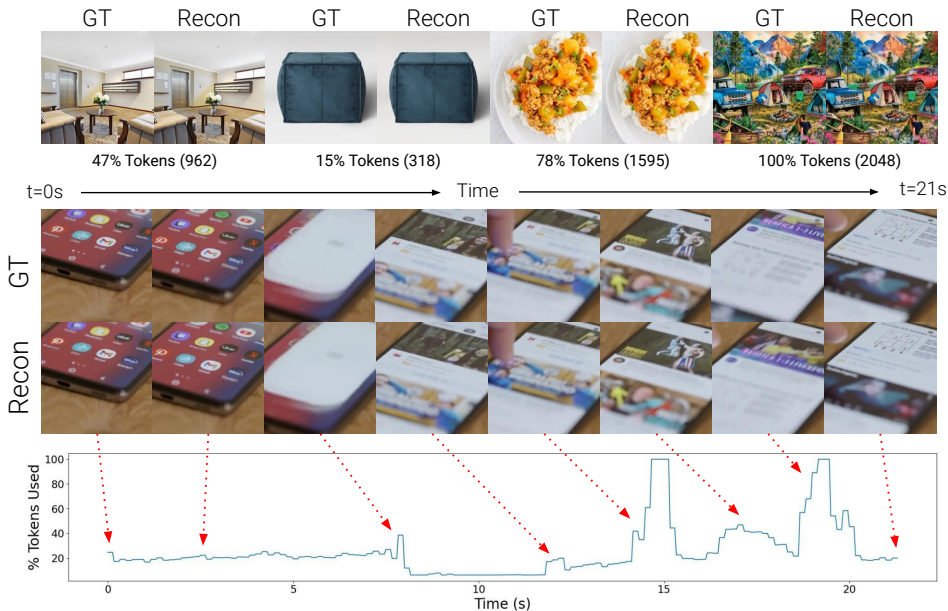 GT Recon GT Recon GT Recon GT Recon
47% Tokens (962) 15% Tokens (318) 78% Tokens (1595) 100% Tokens (2048)
t=0s Time t=21s
GT
Recon
% Tokens Used
100
80
60
40
20
0 5 10 15 20
Time (s)